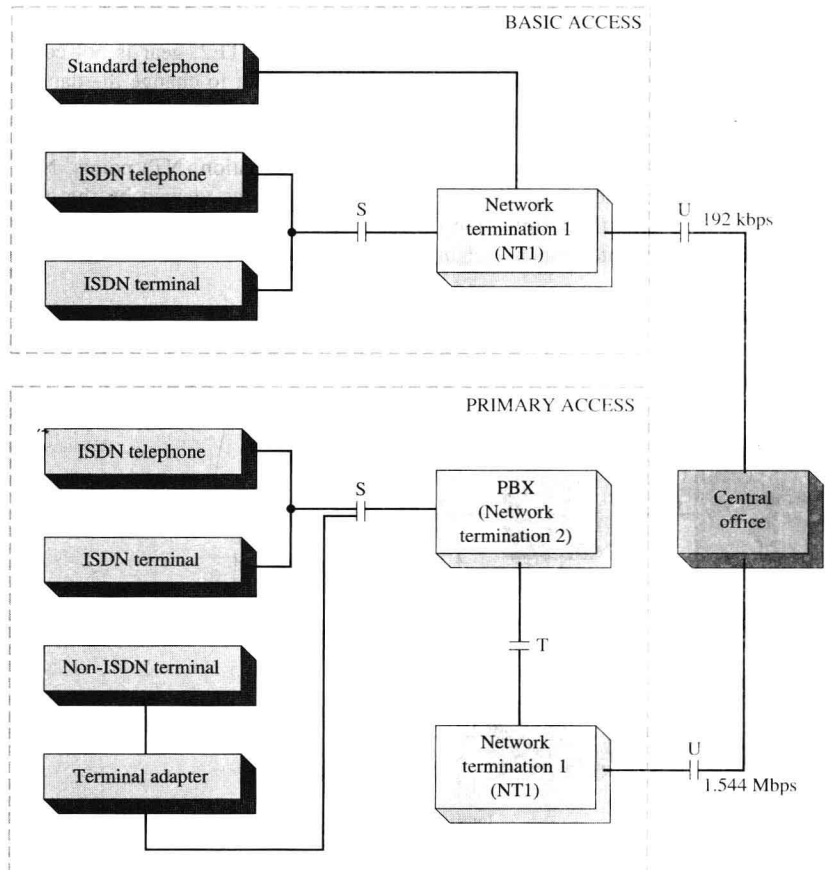 BASIC ACCESS
Standard telephone
ISDN telephone
S
Network
termination 1
(NT1)
U
192 kbps
ISDN terminal
PRIMARY ACCESS
ISDN telephone
S
PBX
(Network
termination 2)
Central
office
ISDN terminal
T
Non-ISDN terminal
Network
termination 1
(NT1)
U
1.544 Mbps
Terminal adapter